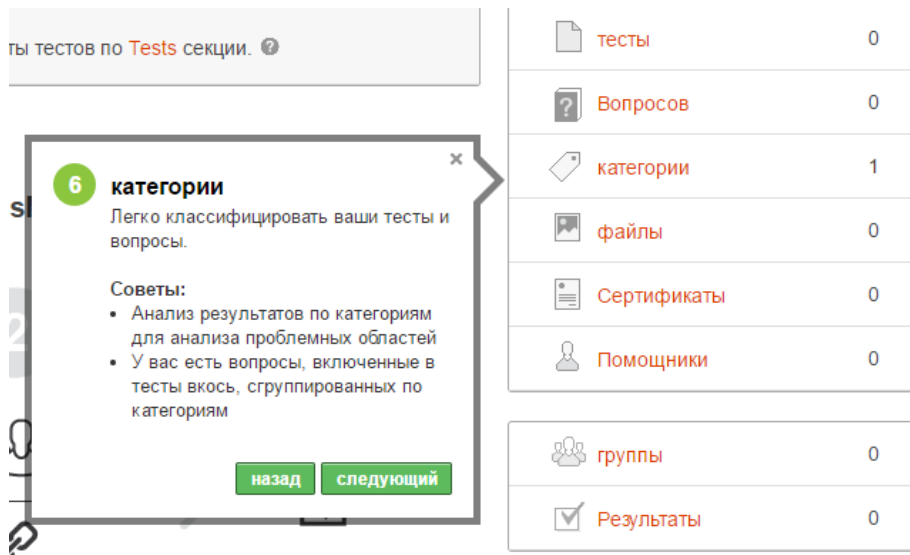 ты тестов по Tests секции. ?
тесты 0
? Вопросов 0
категории 1
файлы 0
Сертификаты 0
Помощники 0
6 категории ×
Легко классифицировать ваши тесты и
вопросы.
Советы:
• Анализ результатов по категориям
для анализа проблемных областей
• У вас есть вопросы, включенные в
тесты вкось, сгруппированных по
категориям
назад следующий
группы 0
Результаты 0